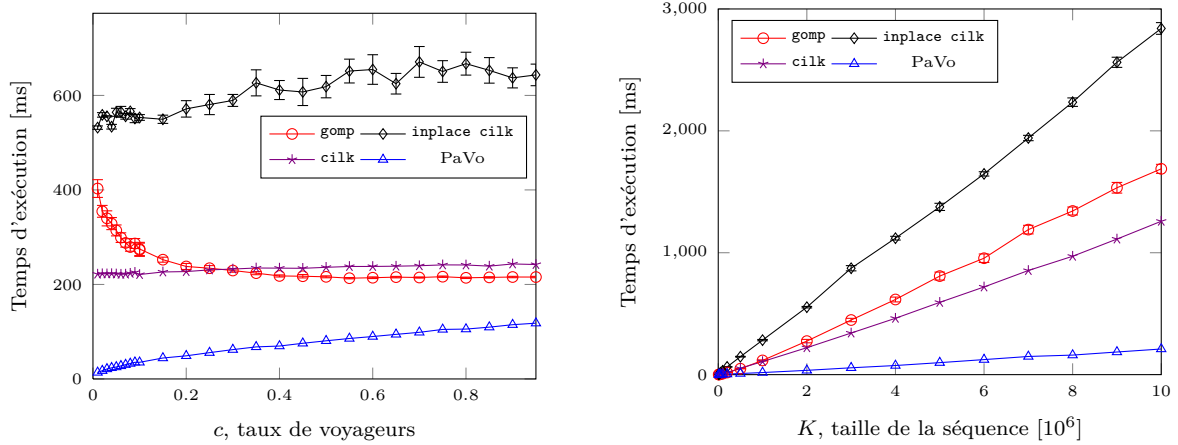 Temps d'exécution [ms]
600
400
200
0
gomp
inplace cilk
cilk
PaVo
0 0.2 0.4 0.6 0.8
c, taux de voyageurs
Temps d'exécution [ms]
3,000
2,000
1,000
0
gomp
inplace cilk
cilk
PaVo
0 2 4 6 8 10
K, taille de la séquence [10⁶]